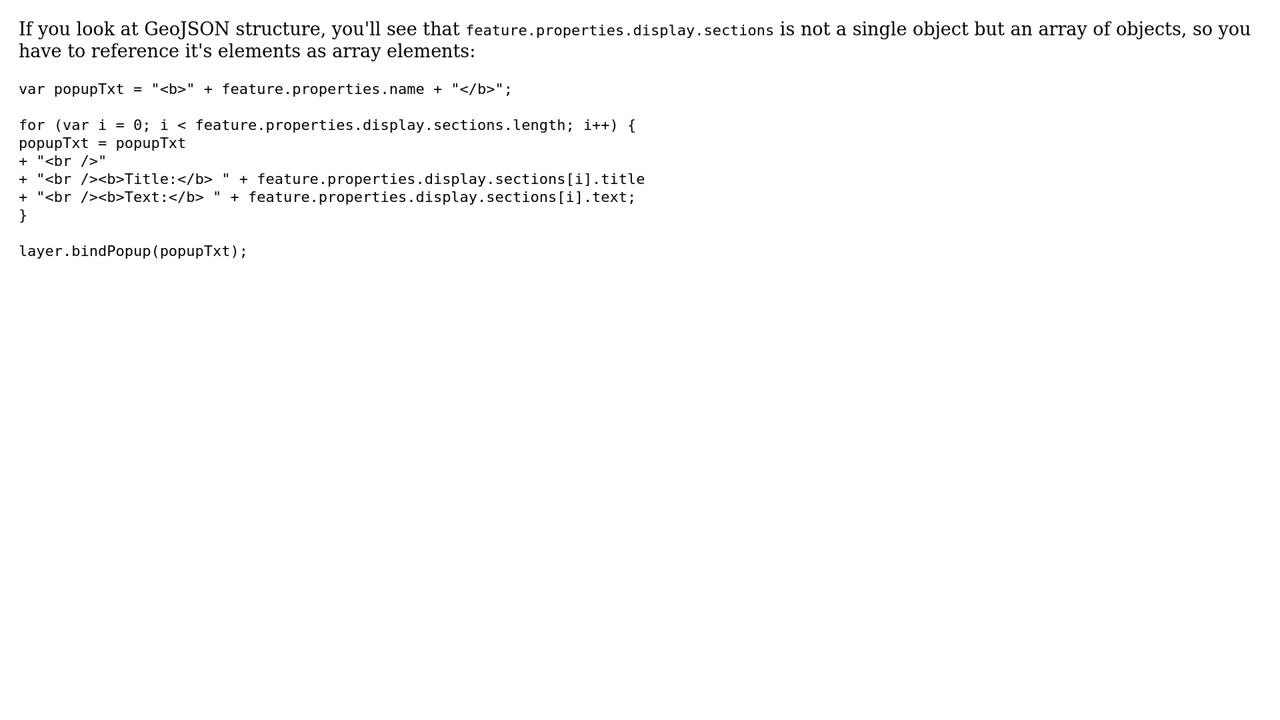 If you look at GeoJSON structure, you'll see that feature.properties.display.sections is not a single object but an array of objects, so you
have to reference it's elements as array elements:
var popupTxt = "<b>" + feature.properties.name + "</b>";
for (var i = 0; i < feature.properties.display.sections.length; i++) {
popupTxt = popupTxt
+ "<br />"
+ "<br /><b>Title:</b> " + feature.properties.display.sections[i].title
+ "<br /><b>Text:</b> " + feature.properties.display.sections[i].text;
}
layer.bindPopup(popupTxt);